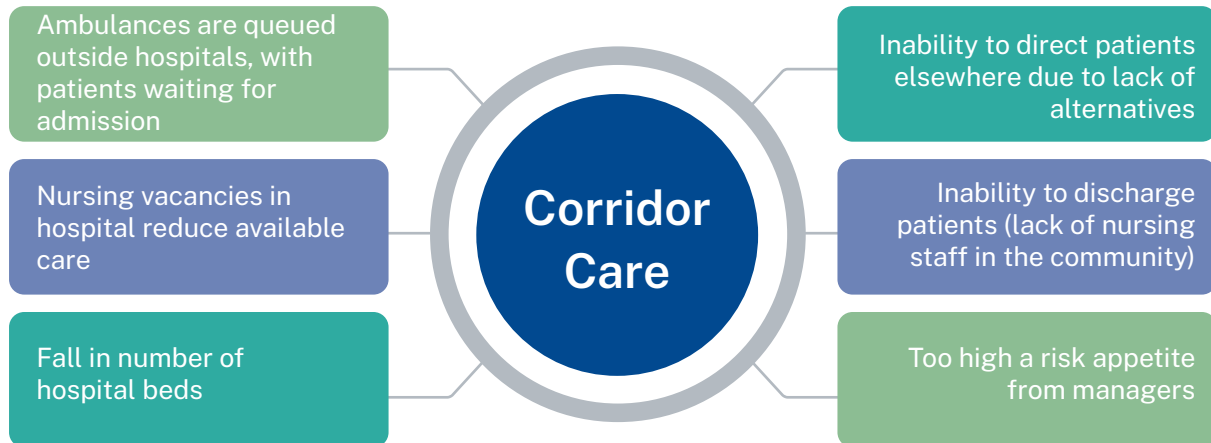 Ambulances are queued
outside hospitals, with
patients waiting for
admission
Nursing vacancies in
hospital reduce available
care
Fall in number of
hospital beds
Corridor
Care
Inability to direct patients
elsewhere due to lack of
alternatives
Inability to discharge
patients (lack of nursing
staff in the community)
Too high a risk appetite
from managers